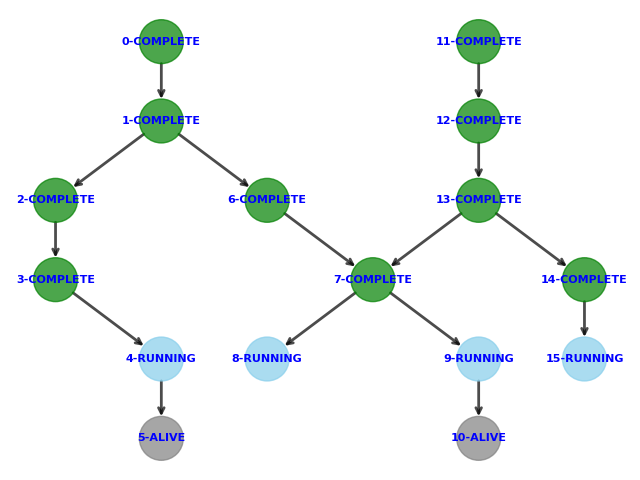 0-COMPLETE
11-COMPLETE
1-COMPLETE
12-COMPLETE
2-COMPLETE
6-COMPLETE
13-COMPLETE
3-COMPLETE
7-COMPLETE
14-COMPLETE
4-RUNNING
8-RUNNING
9-RUNNING
15-RUNNING
5-ALIVE
10-ALIVE